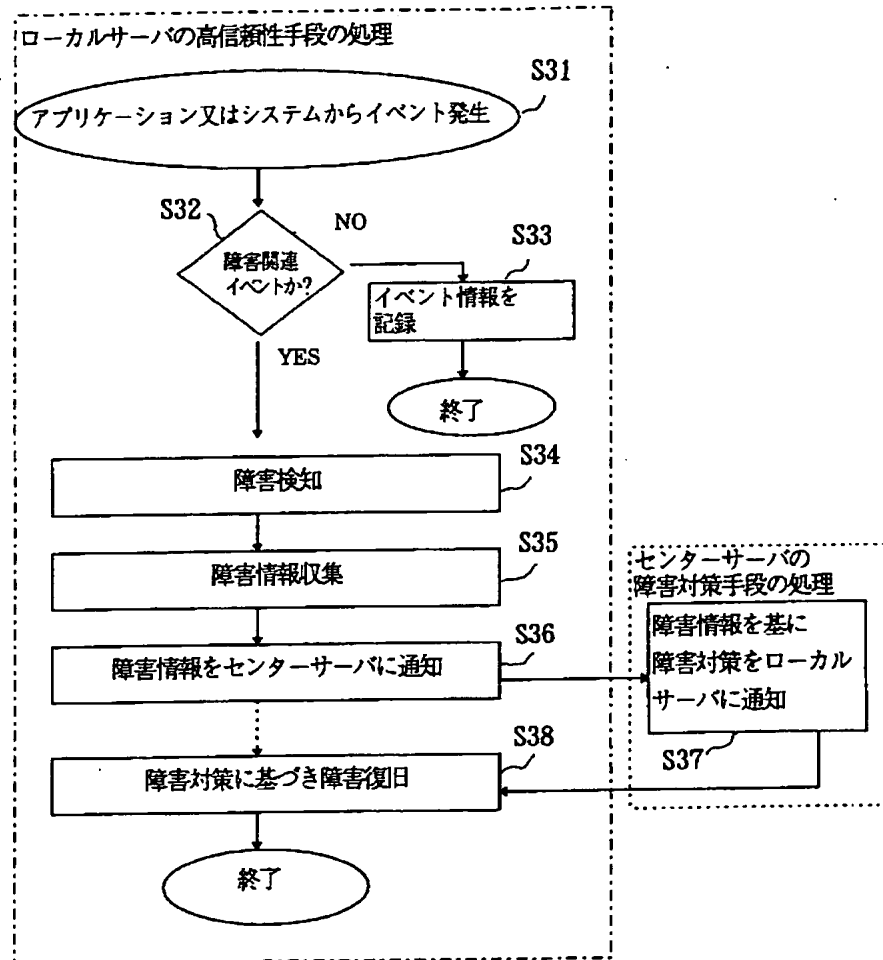 ローカルサーバの高信頼性手段の処理
S31
アプリケーション又はシステムからイベント発生
S32
NO
障害関連
イベントか?
S33
イベント情報を
記録
YES
終了
S34
障害検知
S35
障害情報収集
センターサーバの
障害対策手段の処理
S36
障害情報をセンターサーバに通知
障害情報を基に
障害対策をローカル
サーバに通知
S37
S38
障害対策に基づき障害復旧
終了